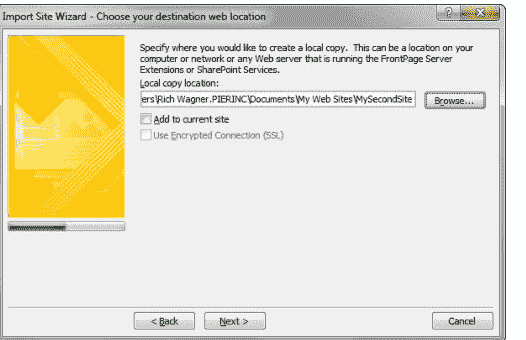 Import Site Wizard - Choose your destination web location
Specify where you would like to create a local copy. This can be a location on your
computer or network or any Web server that is running the FrontPage Server
Extensions or SharePoint Services.
Local copy location:
ers\Rich Wagner.PIERINC\Documents\My Web Sites\MySecondSite
Browse...
Add to current site
Use Encrypted Connection (SSL)
< Back
Next >
Cancel